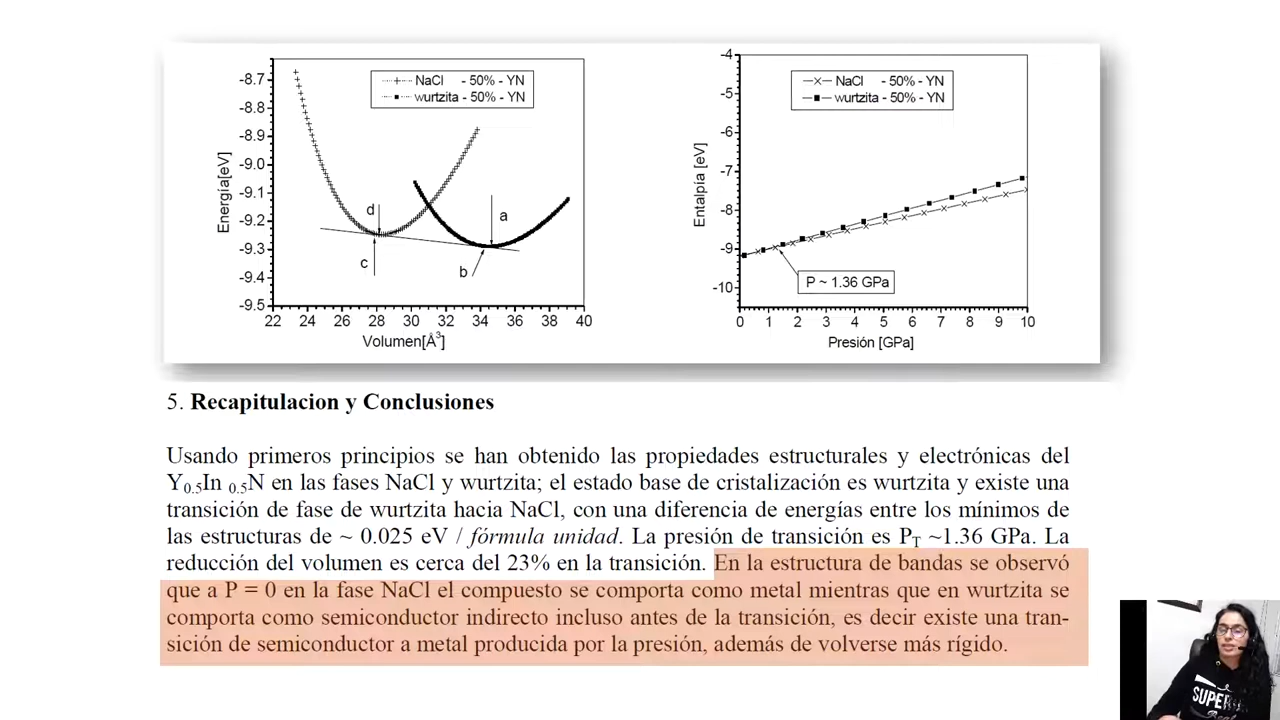 -8.7
-8.8
-8.9
-9.0
-9.1
-9.2
-9.3
-9.4
-9.5
Energía[eV]
NaCl - 50% - YN
wurtzita - 50% - YN
d
a
c
b
22 24 26 28 30 32 34 36 38 40
Volumen[Å³]
-4
-5
-6
-7
-8
-9
-10
Entalpía [eV]
NaCl - 50% - YN
wurtzita - 50% - YN
P ~ 1.36 GPa
0 1 2 3 4 5 6 7 8 9 10
Presión [GPa]
5. Recapitulacion y Conclusiones
Usando primeros principios se han obtenido las propiedades estructurales y electrónicas del
Y0.5In 0.5N en las fases NaCl y wurtzita; el estado base de cristalización es wurtzita y existe una
transición de fase de wurtzita hacia NaCl, con una diferencia de energías entre los mínimos de
las estructuras de ~ 0.025 eV / fórmula unidad. La presión de transición es PT ~1.36 GPa. La
reducción del volumen es cerca del 23% en la transición. En la estructura de bandas se observó
que a P = 0 en la fase NaCl el compuesto se comporta como metal mientras que en wurtzita se
comporta como semiconductor indirecto incluso antes de la transición, es decir existe una tran-
sición de semiconductor a metal producida por la presión, además de volverse más rígido.